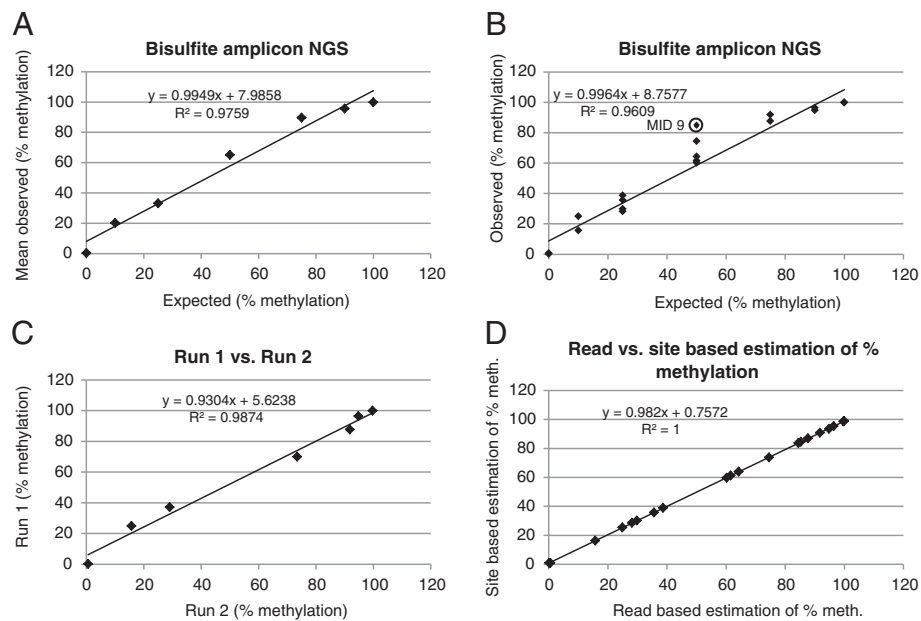 A
Bisulfite amplicon NGS
y = 0.9949x + 7.9858
R² = 0.9759
Mean observed (% methylation)
120
100
80
60
40
20
0
0 20 40 60 80 100 120
Expected (% methylation)
B
Bisulfite amplicon NGS
y = 0.9964x + 8.7577
R² = 0.9609
MID 9
Observed (% methylation)
120
100
80
60
40
20
0
0 20 40 60 80 100 120
Expected (% methylation)
C
Run 1 vs. Run 2
y = 0.9304x + 5.6238
R² = 0.9874
Run 1 (% methylation)
120
100
80
60
40
20
0
0 20 40 60 80 100 120
Run 2 (% methylation)
D
Read vs. site based estimation of %
methylation
y = 0.982x + 0.7572
R² = 1
Site based estimation of % meth.
120
100
80
60
40
20
0
0 20 40 60 80 100 120
Read based estimation of % meth.